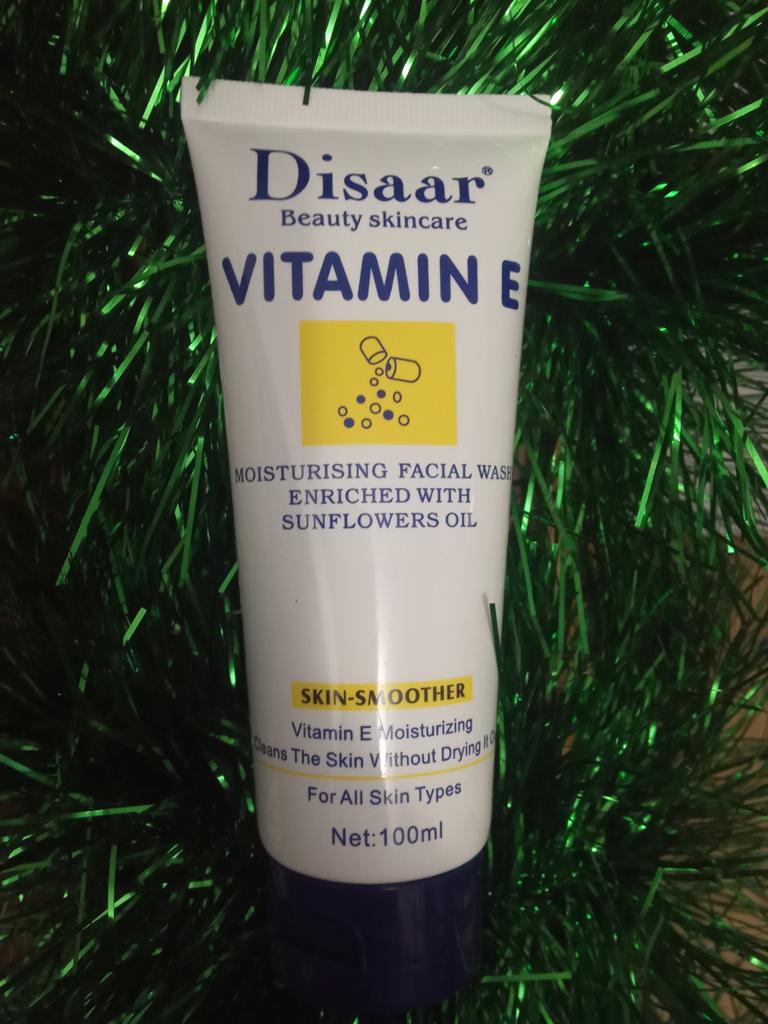 Disaar®
Beauty skincare
VITAMIN E
MOISTURISING FACIAL WASH
ENRICHED WITH
SUNFLOWERS OIL
SKIN-SMOOTHER
Vitamin E Moisturizing
Cleans The Skin Without Drying It
For All Skin Types
Net:100ml